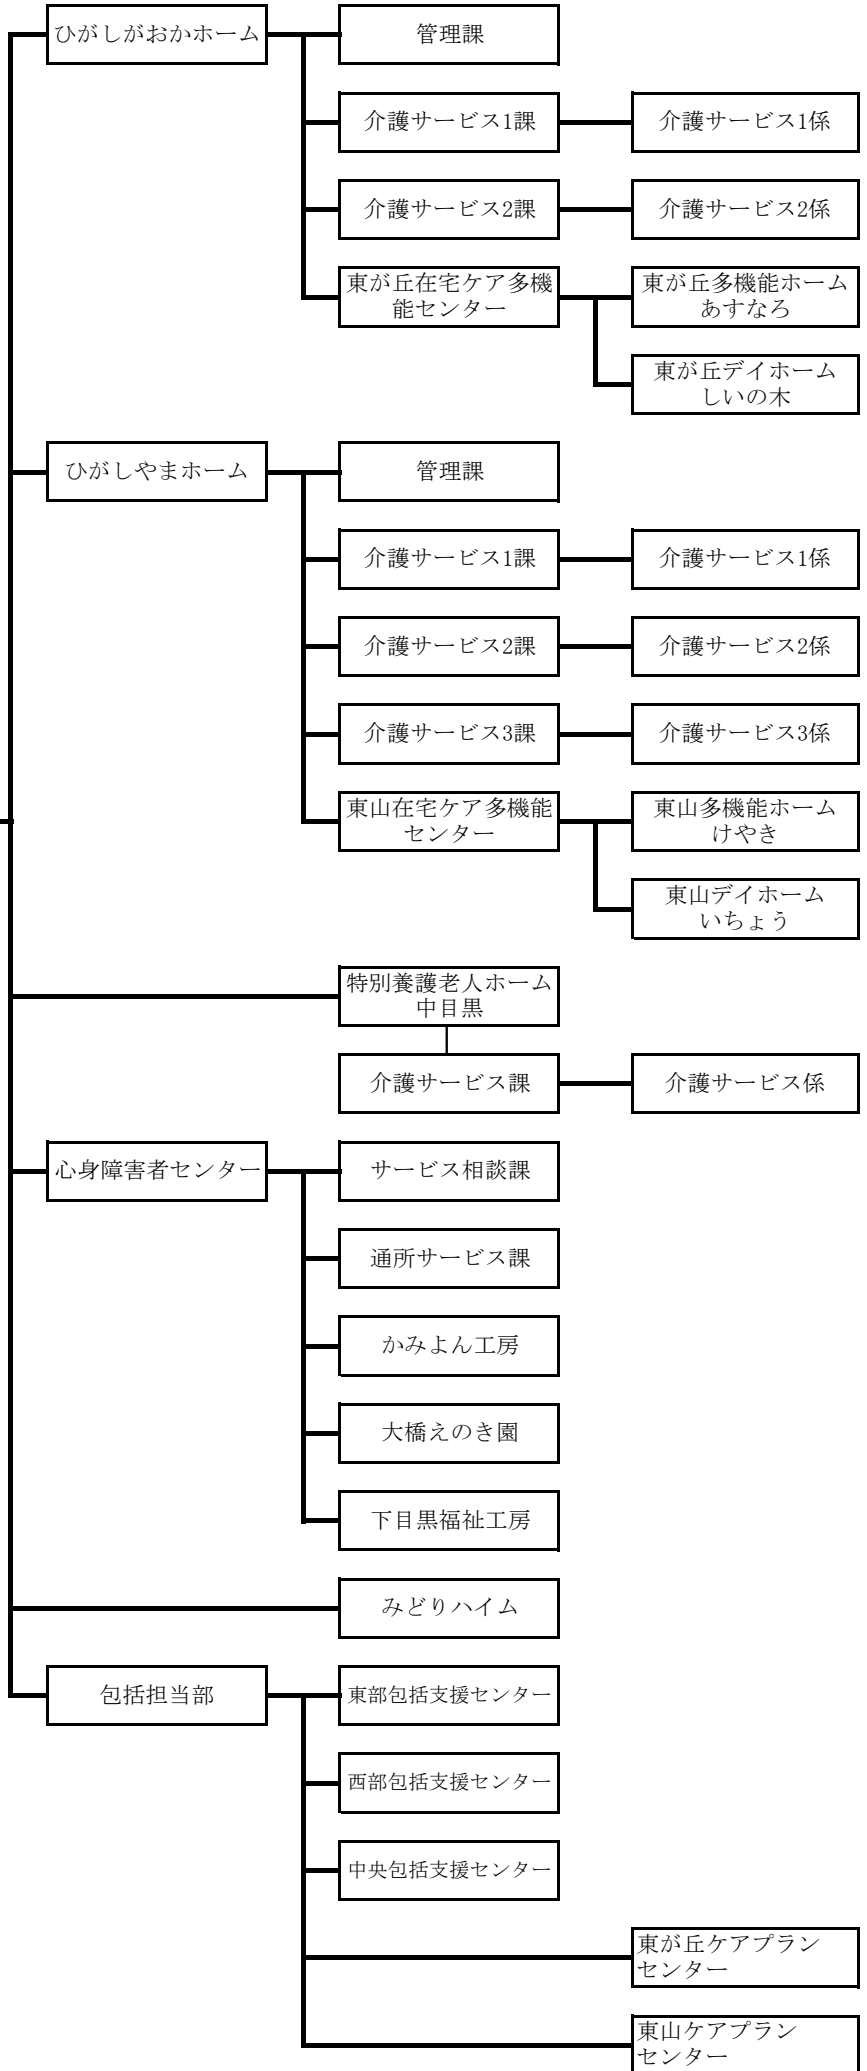 ひがしがおかホーム
管理課
介護サービス1課
介護サービス1係
介護サービス2課
介護サービス2係
東が丘在宅ケア多機
能センター
東が丘多機能ホーム
あすなろ
東が丘デイホーム
しいの木
ひがしやまホーム
管理課
介護サービス1課
介護サービス1係
介護サービス2課
介護サービス2係
介護サービス3課
介護サービス3係
東山在宅ケア多機能
センター
東山多機能ホーム
けやき
東山デイホーム
いちょう
特別養護老人ホーム
中目黒
介護サービス課
介護サービス係
心身障害者センター
サービス相談課
通所サービス課
かみよん工房
大橋えのき園
下目黒福祉工房
みどりハイム
包括担当部
東部包括支援センター
西部包括支援センター
中央包括支援センター
東が丘ケアプラン
センター
東山ケアプラン
センター